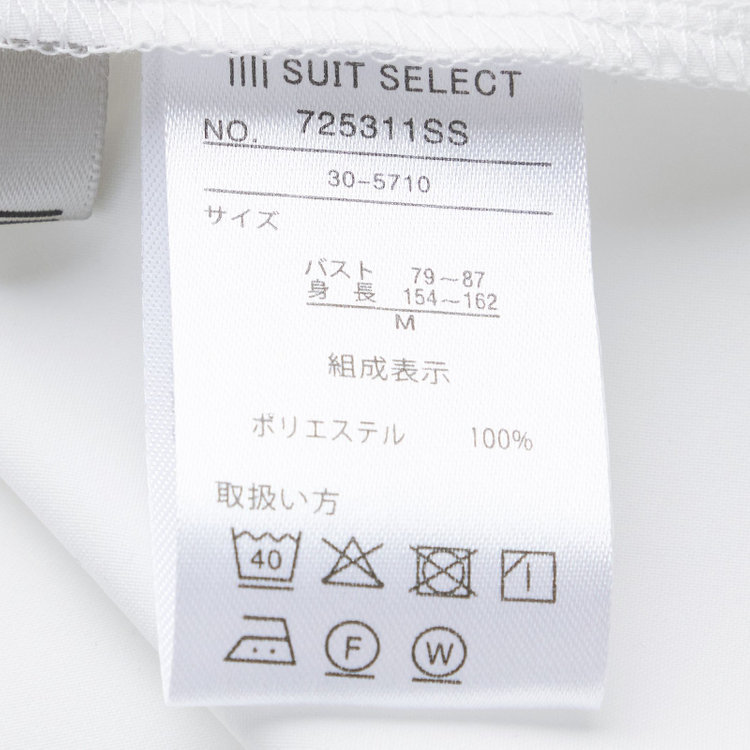 SUIT SELECT
NO. 725311SS
30-5710
サイズ
バスト 79～87
身長 154～162
M
組成表示
ポリエステル 100%
取扱い方
40
F W